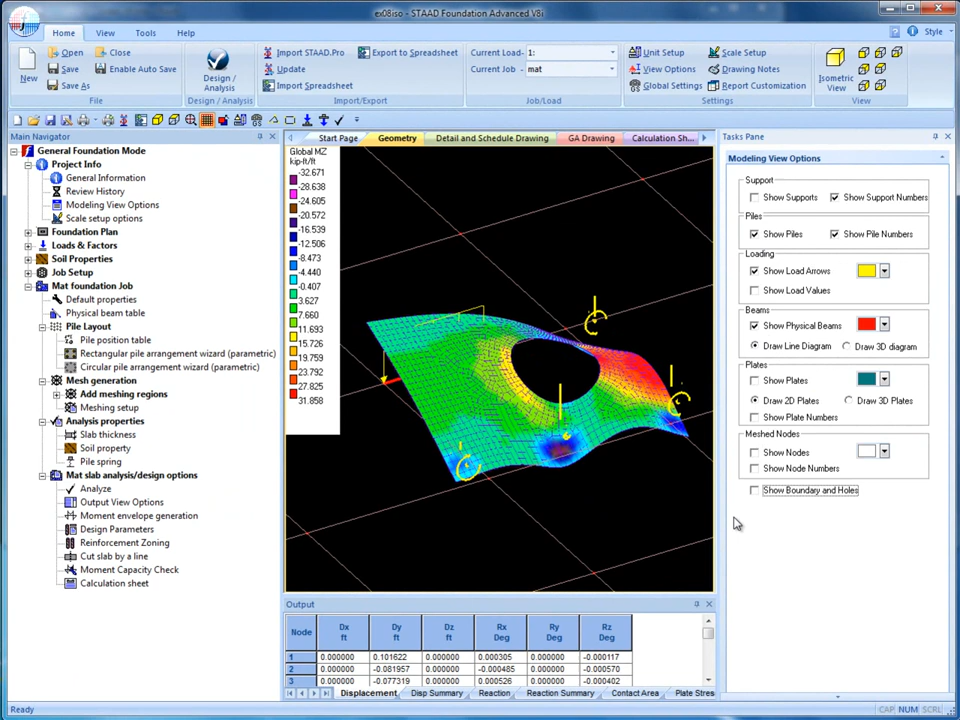 ex08iso - STAAD Foundation Advanced V8i
Home View Tools Help Style
New Open Close
Save Enable Auto Save
Save As
File
Design / Analysis
Design / Analysis
Import STAAD.Pro Export to Spreadsheet
Update
Import Spreadsheet
Import/Export
Current Load: 1:
Current Job mat
Job/Load
Unit Setup Scale Setup
View Options Drawing Notes
Global Settings Report Customization
Settings
Isometric View
View
Main Navigator
General Foundation Mode
Project Info
General Information
Review History
Modeling View Options
Scale setup options
Foundation Plan
Loads & Factors
Soil Properties
Job Setup
Mat foundation Job
Default properties
Physical beam table
Pile Layout
Pile position table
Rectangular pile arrangement wizard (parametric)
Circular pile arrangement wizard (parametric)
Mesh generation
Add meshing regions
Meshing setup
Analysis properties
Slab thickness
Soil property
Pile spring
Mat slab analysis/design options
Analyze
Output View Options
Moment envelope generation
Design Parameters
Reinforcement Zoning
Cut slab by a line
Moment Capacity Check
Calculation sheet
Start Page Geometry Detail and Schedule Drawing GA Drawing Calculation Sh...
Global MZ
kip-ft/ft
-32.671
-28.638
-24.605
-20.572
-16.539
-12.506
-8.473
-4.440
-0.407
3.627
7.660
11.693
15.726
19.759
23.792
27.825
31.858
Output
Node Dx ft Dy ft Dz ft Rx Deg Ry Deg Rz Deg
1 0.000000 0.101622 0.000000 0.000305 0.000000 -0.000117
2 0.000000 -0.081957 0.000000 -0.000485 0.000000 -0.000570
3 0.000000 -0.077319 0.000000 0.000526 0.000000 -0.000402
Displacement Disp Summary Reaction Reaction Summary Contact Area Plate Stres
Tasks Pane
Modeling View Options
Support
Show Supports Show Support Numbers
Piles
Show Piles Show Pile Numbers
Loading
Show Load Arrows
Show Load Values
Beams
Show Physical Beams
Draw Line Diagram Draw 3D diagram
Plates
Show Plates
Draw 2D Plates Draw 3D Plates
Show Plate Numbers
Meshed Nodes
Show Nodes
Show Node Numbers
Show Boundary and Holes
Ready
CAP NUM SCRL